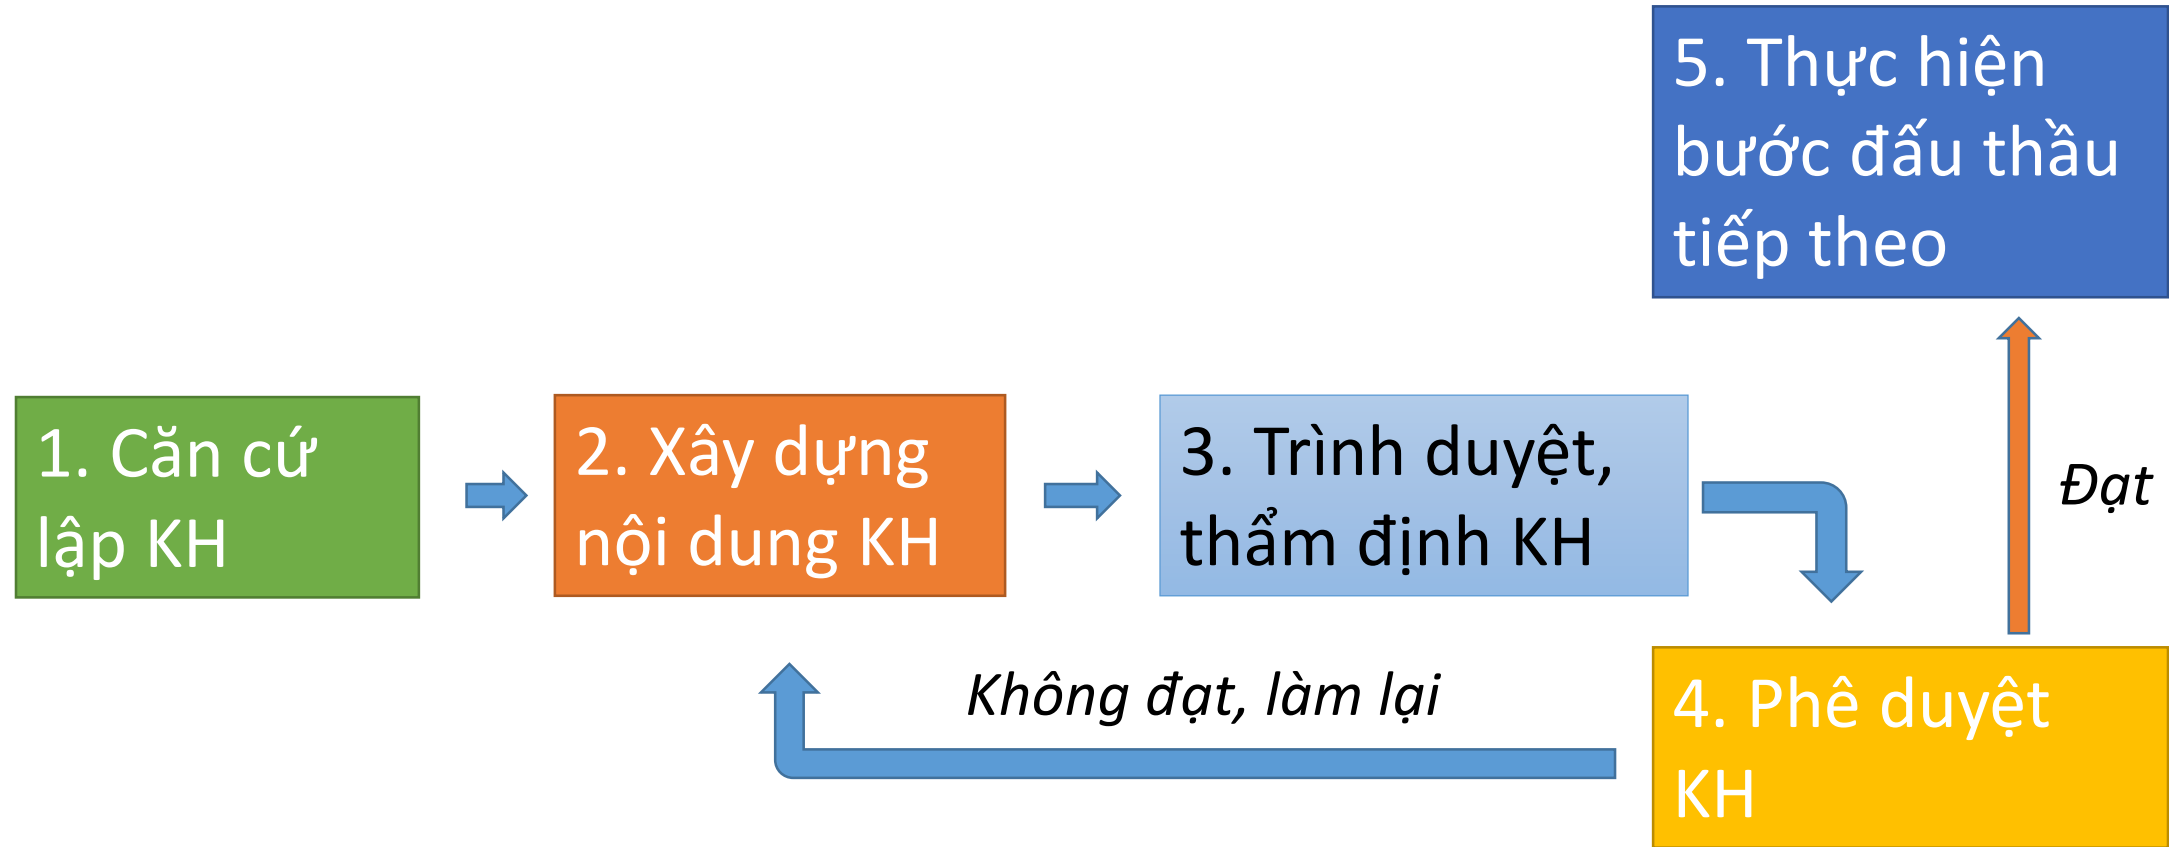 1. Căn cứ
lập KH
2. Xây dựng
nội dung KH
3. Trình duyệt,
thẩm định KH
4. Phê duyệt
KH
Không đạt, làm lại
Đạt
5. Thực hiện
bước đấu thầu
tiếp theo